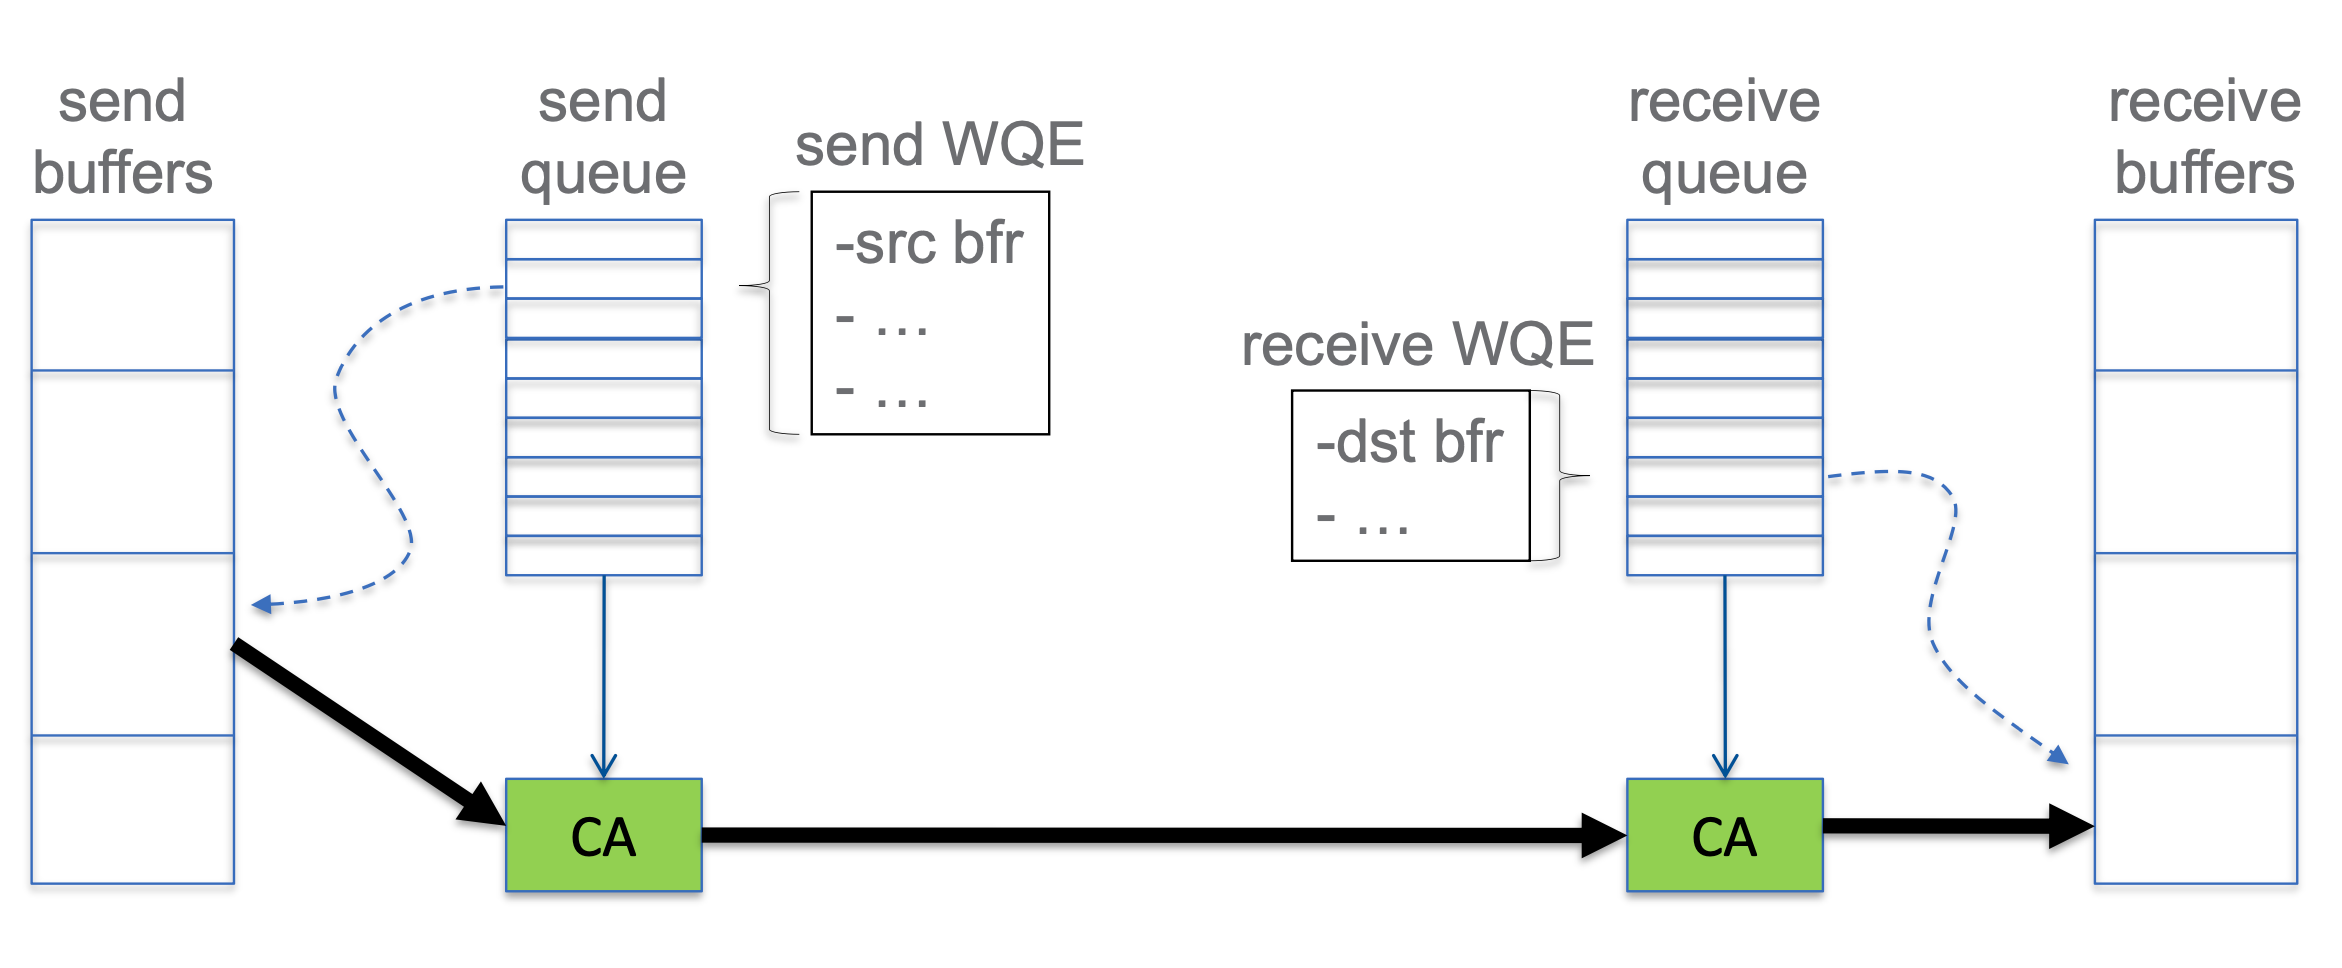 send
buffers
send
queue
send WQE
-src bfr
- ...
- ...
receive WQE
-dst bfr
- ...
receive
queue
receive
buffers
CA
CA